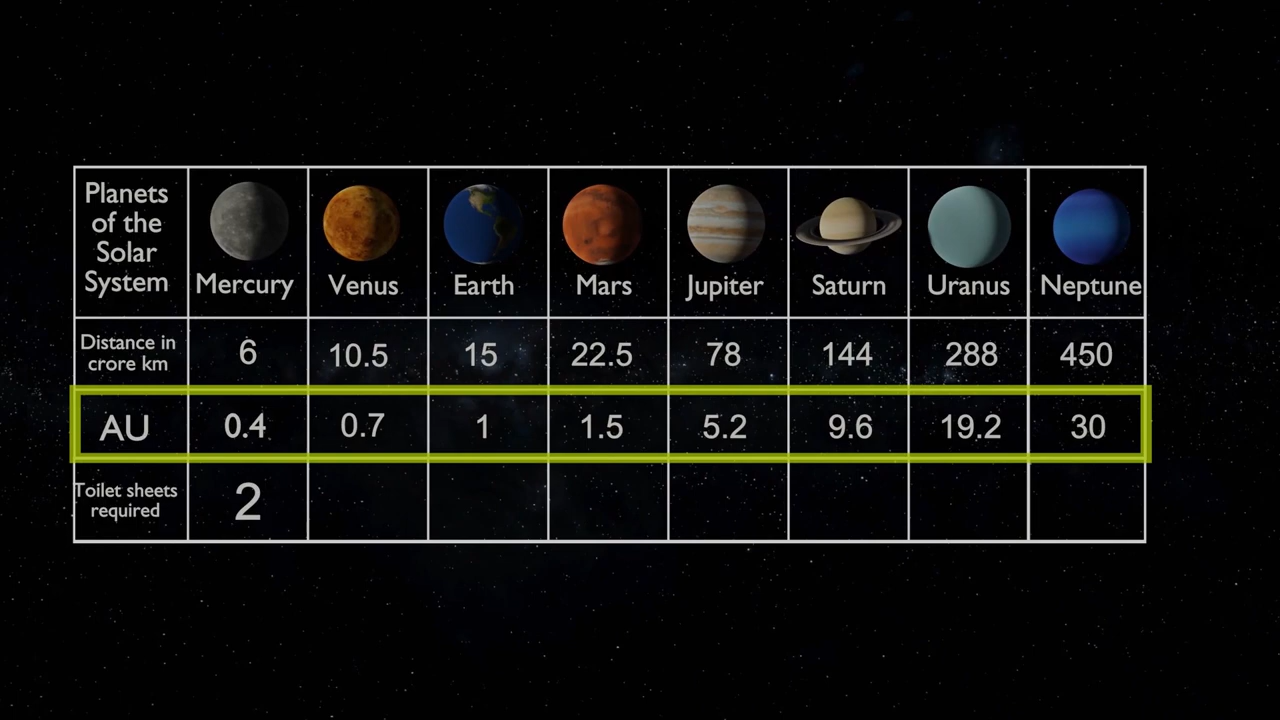 Planets
of the
Solar
System
Mercury Venus Earth Mars Jupiter Saturn Uranus Neptune
Distance in
crore km
6 10.5 15 22.5 78 144 288 450
AU 0.4 0.7 1 1.5 5.2 9.6 19.2 30
Toilet sheets
required
2